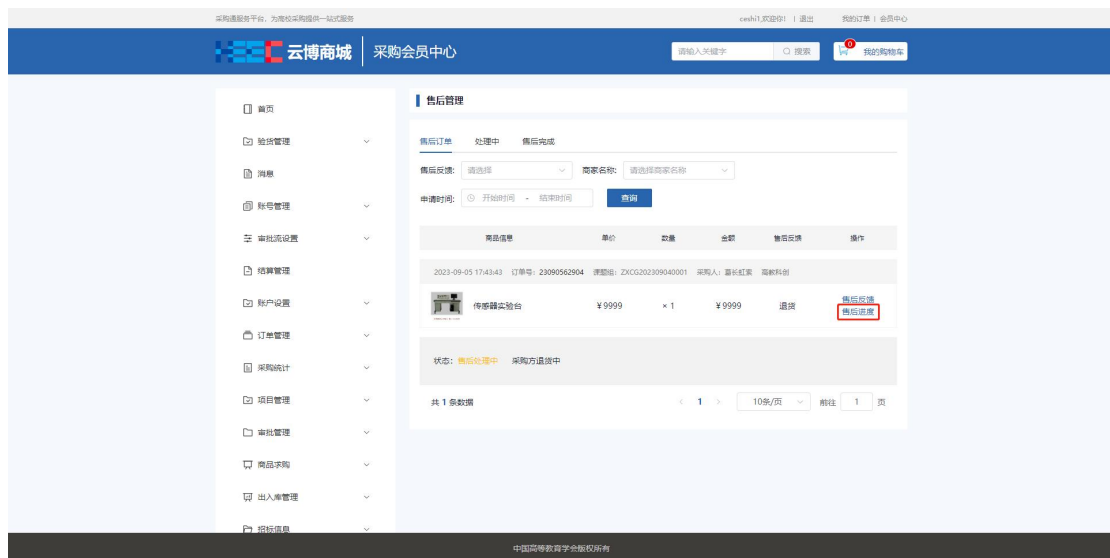 采购通服务平台，为高校采购提供一站式服务 ceshi1,欢迎你！ | 退出 我的订单 | 会员中心
云博商城 采购会员中心 请输入关键字 搜索 0 我的购物车
首页
验货管理
消息
账号管理
审批流设置
结算管理
账户设置
订单管理
采购统计
项目管理
审批管理
商品求购
出入库管理
招标信息
售后管理
售后订单 处理中 售后完成
售后反馈: 请选择 商家名称: 请选择商家名称
申请时间: 开始时间 - 结束时间 查询
商品信息 单价 数量 金额 售后反馈 操作
2023-09-05 17:43:43 订单号: 23090562904 课题组: ZXCG202309040001 采购人: 喜长虹索 高教科创
传感器实验台 ¥9999 ×1 ¥9999 退货 售后反馈
售后进度
状态: 售后处理中 采购方退货中
共 1 条数据 < 1 > 10条/页 前往 1 页
中国高等教育学会版权所有